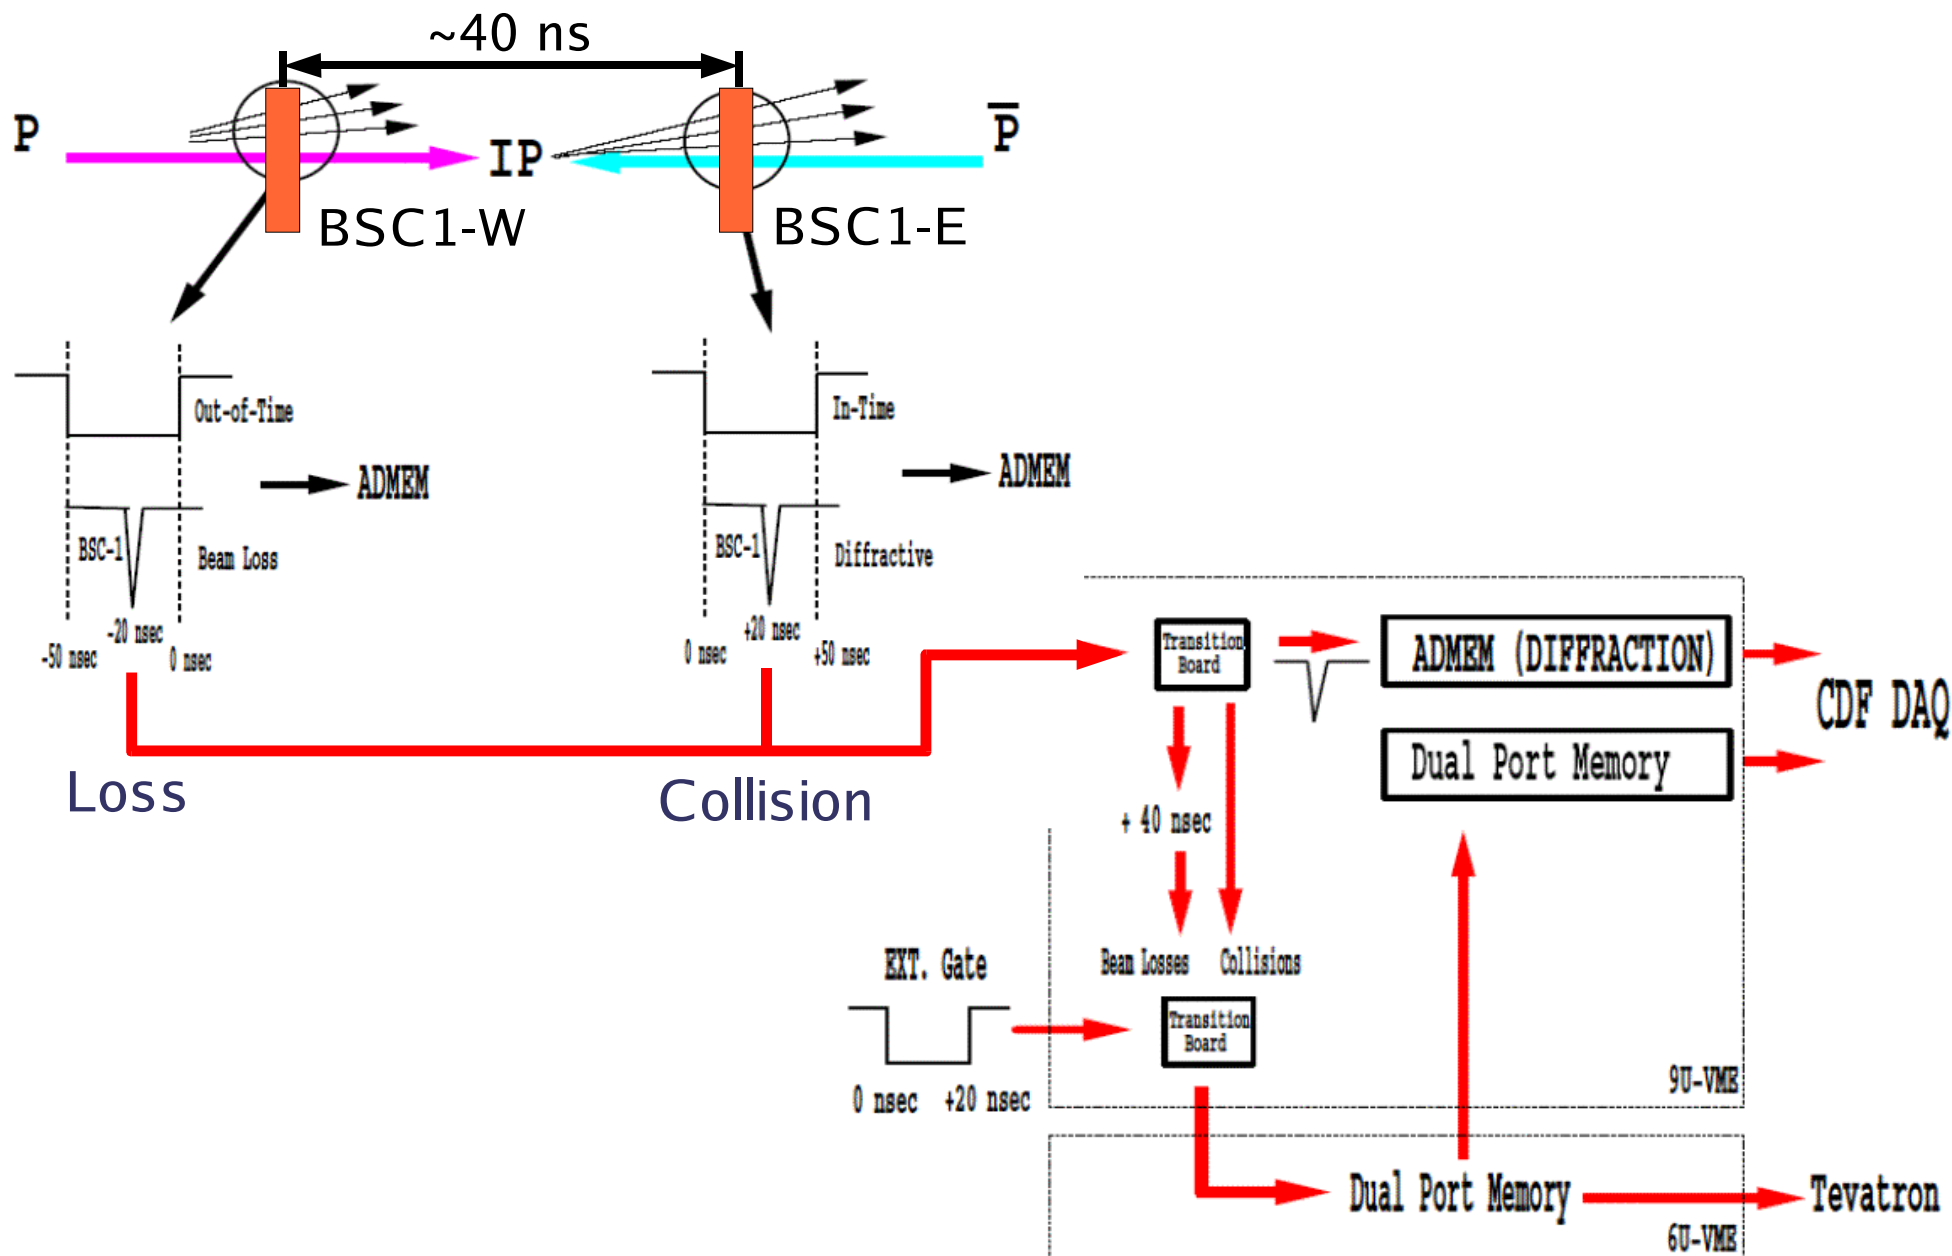 ~40 ns
P
IP
P̅
BSC1-W
BSC1-E
Out-of-Time
In-Time
ADMEM
ADMEM
BSC-1
Beam Loss
BSC-1
Diffractive
-20 nsec
-50 nsec
0 nsec
+20 nsec
0 nsec
+50 nsec
Loss
Collision
Transition
Board
ADMEM (DIFFRACTION)
CDF DAQ
Dual Port Memory
+ 40 nsec
Beam Losses
Collisions
EXT. Gate
Transition
Board
0 nsec
+20 nsec
9U-VME
Dual Port Memory
Tevatron
6U-VME